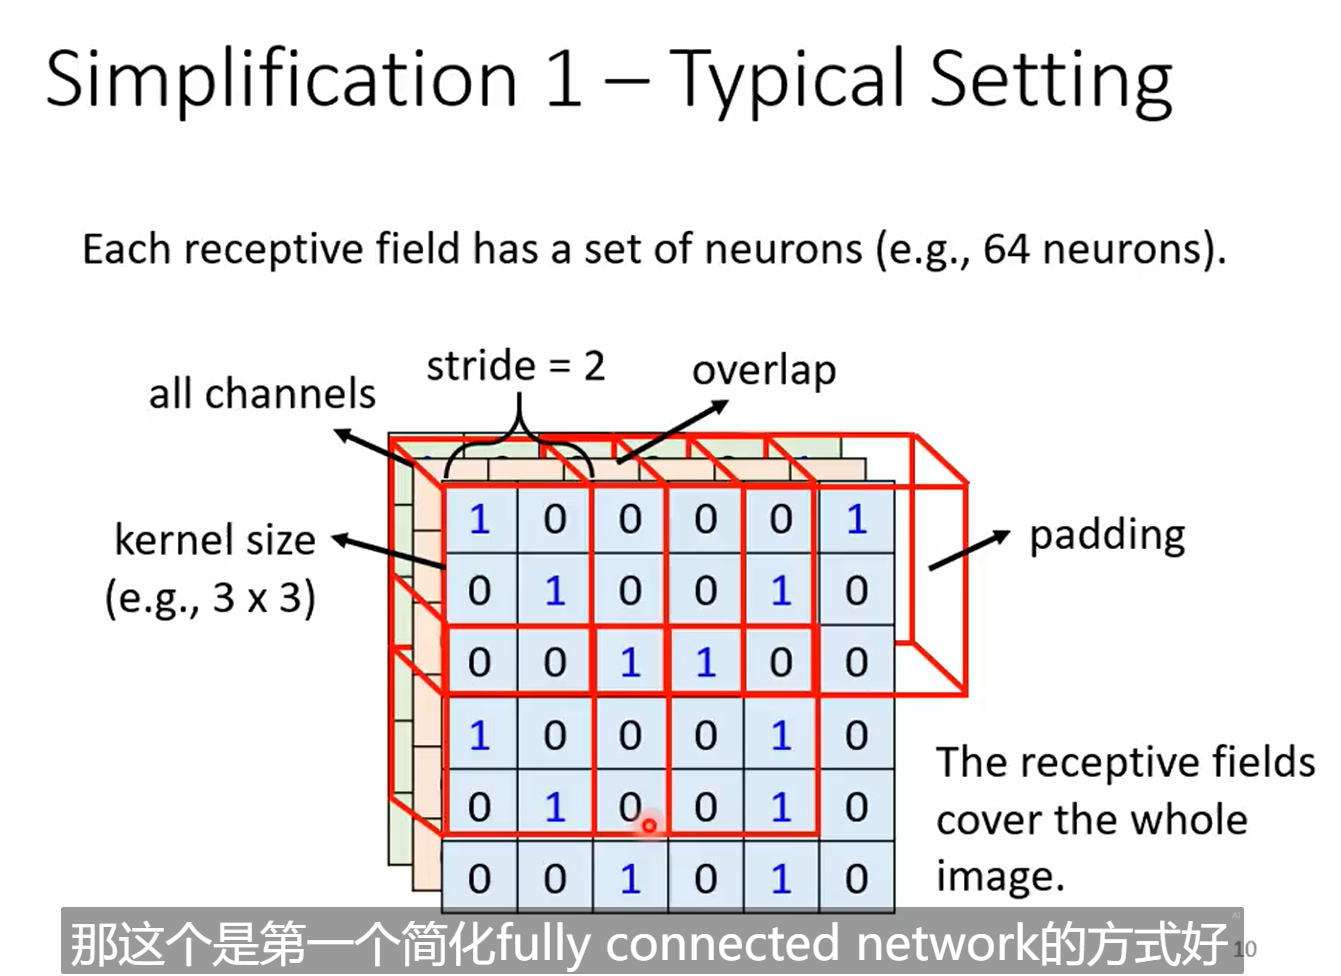 Simplification 1 – Typical Setting
Each receptive field has a set of neurons (e.g., 64 neurons).
stride = 2
overlap
all channels
kernel size
(e.g., 3 x 3)
padding
1 0 0 0 0 1
0 1 0 0 1 0
0 0 1 1 0 0
1 0 0 0 1 0
0 1 0 0 1 0
0 0 1 0 1 0
The receptive fields
cover the whole
image.
那这个是第一个简化fully connected network的方式好
AI
10